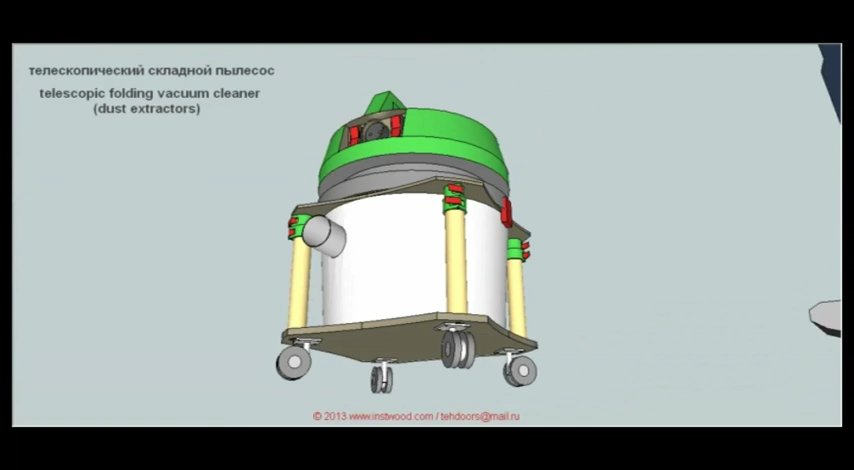 телескопический складной пылесос
telescopic folding vacuum cleaner
(dust extractors)
© 2013 www.instwood.com / tehdoors@mail.ru